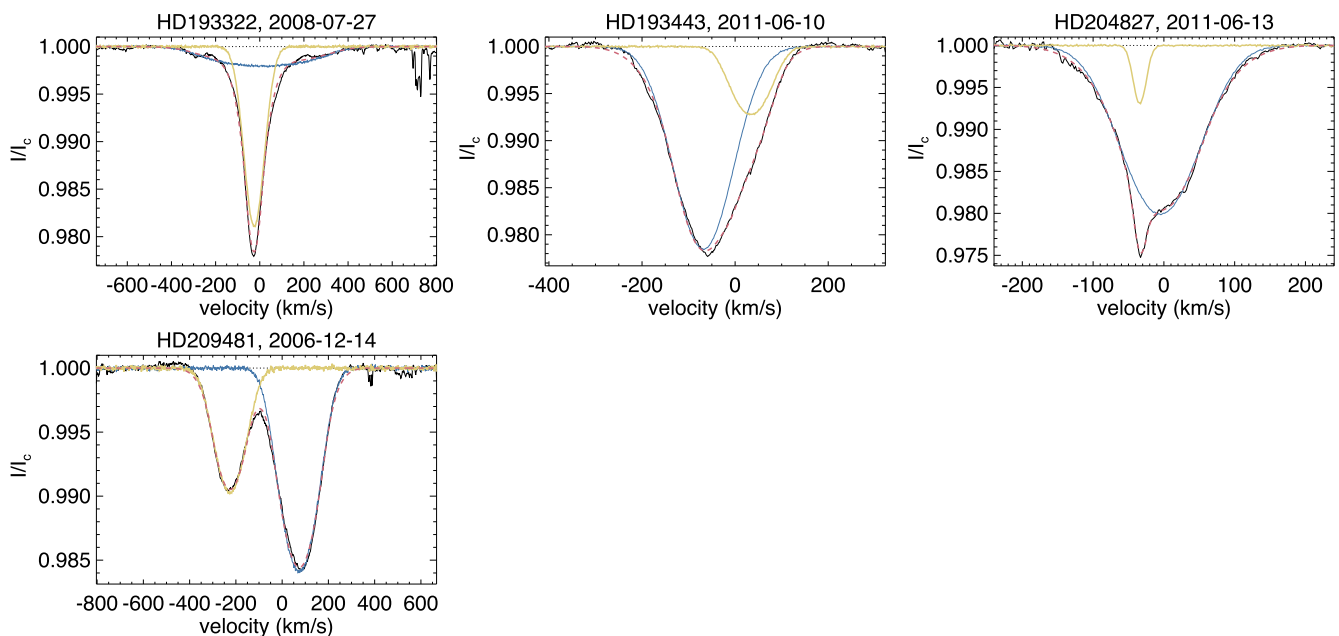 HD193322, 2008-07-27
1.000
0.995
0.990
0.985
0.980
I/Ic
-600 -400 -200 0 200 400 600 800
velocity (km/s)
HD193443, 2011-06-10
1.000
0.995
0.990
0.985
0.980
I/Ic
-400 -200 0 200
velocity (km/s)
HD204827, 2011-06-13
1.000
0.995
0.990
0.985
0.980
0.975
I/Ic
-200 -100 0 100 200
velocity (km/s)
HD209481, 2006-12-14
1.000
0.995
0.990
0.985
I/Ic
-800 -600 -400 -200 0 200 400 600
velocity (km/s)